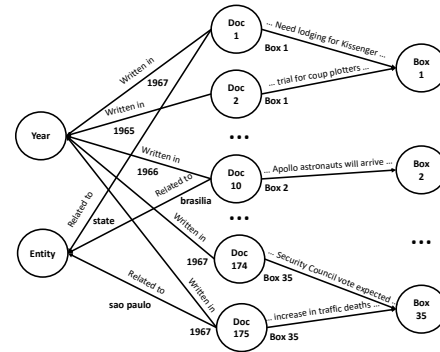 Doc
1
Need lodging for Kissenger ...
Written in
1967
Box 1
Box
1
... trial for coup plotters ...
Doc
2
Written in
1965
Box 1
...
Year
Written in
1966
Related to
brasilia
Doc
10
... Apollo astronauts will arrive ...
Box 2
Box
2
...
Related to
state
Written in
1967
...
Entity
Doc
174
... Security Council vote expected ...
Box 35
Related to
sao paulo
Written in
1967
Doc
175
... increase in traffic deaths ...
Box 35
Box
35